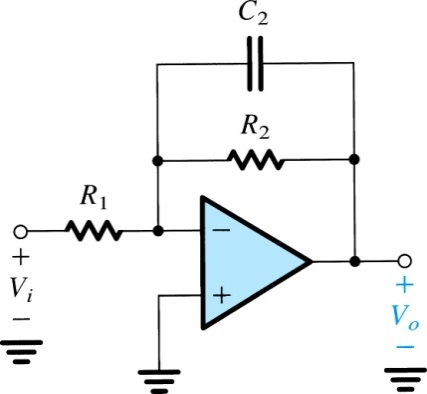 C₂
R₂
R₁
−
+
+
Vᵢ
−
+
Vₒ
−